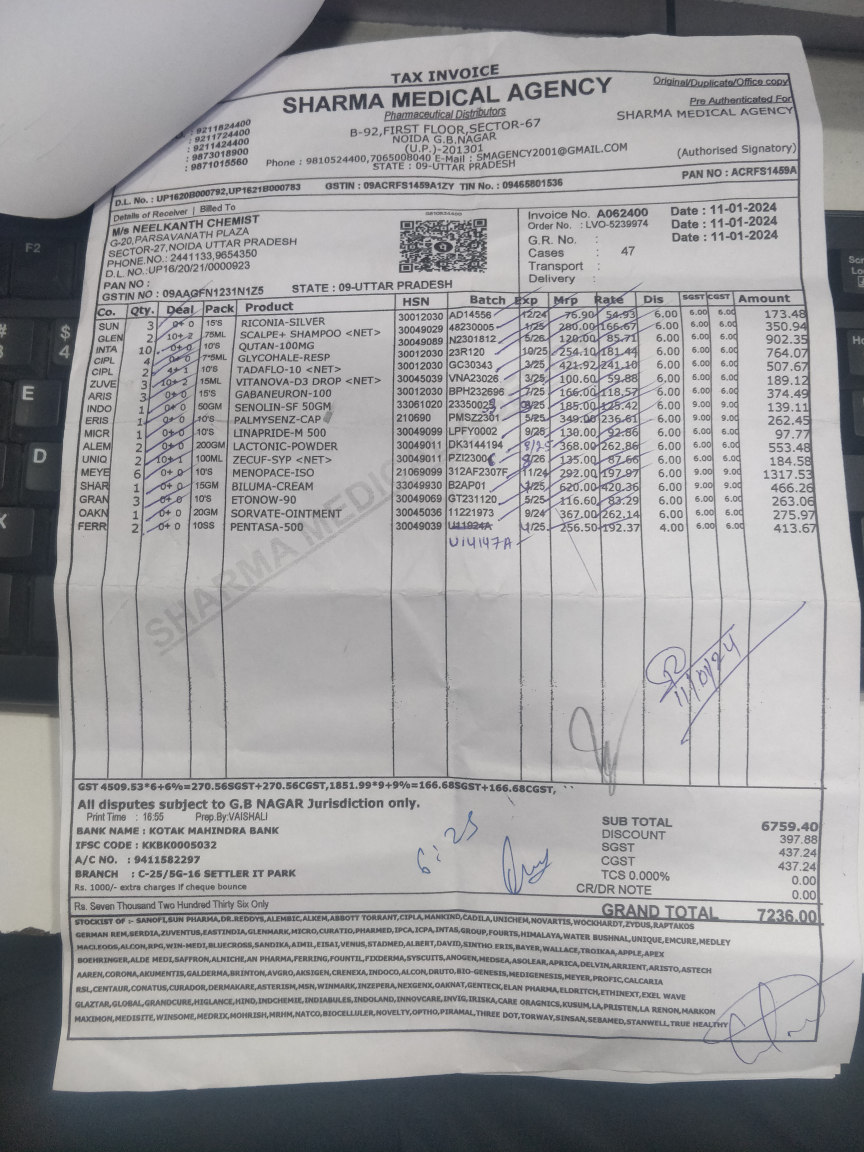 TAX INVOICE
Original/Duplicate/Office copy
SHARMA MEDICAL AGENCY
Pharmaceutical Distributors
B-92,FIRST FLOOR,SECTOR-67
NOIDA G.B.NAGAR
(U.P.)-201301
Phone : 9810524400,7065008040 E-Mail : SMAGENCY2001@GMAIL.COM
STATE : 09-UTTAR PRADESH
: 9211824400
: 9211724400
: 9211424400
: 9873018900
: 9871015560
Pre Authenticated For
SHARMA MEDICAL AGENCY
(Authorised Signatory)
D.L. No. : UP1620B000792,UP1621B000783 GSTIN : 09ACRFS1459A1ZY TIN No. : 09465801536 PAN NO : ACRFS1459A
Details of Receiver | Billed To
M/s NEELKANTH CHEMIST
G-20,PARSAVANATH PLAZA
SECTOR-27,NOIDA UTTAR PRADESH
PHONE.NO.: 2441133,9654350
D.L. NO.:UP16/20/21/0000923
PAN NO :
GSTIN NO : 09AAGFN1231N1Z5 STATE : 09-UTTAR PRADESH
Invoice No. A062400 Date : 11-01-2024
Order No. : LVO-5239974 Date : 11-01-2024
G.R. No. : Date : 11-01-2024
Cases : 47
Transport :
Delivery :
Co. Qty. Deal Pack Product HSN Batch Exp Mrp Rate Dis SGST CGST Amount
SUN 3 0+ 0 15'S RICONIA-SILVER 30012030 AD14556 12/24 76.90 54.93 6.00 6.00 6.00 173.48
GLEN 2 10+ 2 75ML SCALPE+ SHAMPOO <NET> 30049029 48230005 1/25 280.00 166.67 6.00 6.00 6.00 350.94
INTA 10 0+ 0 10'S QUTAN-100MG 30049089 N2301812 5/26 120.00 85.71 6.00 6.00 6.00 902.35
CIPL 4 0+ 0 7*5ML GLYCOHALE-RESP 30012030 23R120 10/25 254.10 181.44 6.00 6.00 6.00 764.07
CIPL 2 4+ 1 10'S TADAFLO-10 <NET> 30012030 GC30343 3/25 421.92 241.10 6.00 6.00 6.00 507.67
ZUVE 3 10+ 2 15ML VITANOVA-D3 DROP <NET> 30045039 VNA23026 3/25 100.60 59.88 6.00 6.00 6.00 189.12
ARIS 3 0+ 0 15'S GABANEURON-100 30012030 BPH232696 7/25 166.00 118.57 6.00 6.00 6.00 374.49
INDO 1 0+ 0 50GM SENOLIN-SF 50GM 33061020 /25 185.00 125.42 6.00 9.00 9.00 139.11
ERIS 1 0+ 0 10'S PALMYSENZ-CAP 210690 PMSZ2301 5/25 349.00 236.61 6.00 9.00 9.00 262.45
MICR 1 0+ 0 10'S LINAPRIDE-M 500 30049099 LPFY0002 9/25 130.00 92.86 6.00 6.00 6.00 97.77
ALEM 2 0+ 0 200GM LACTONIC-POWDER 30049011 DK3144194 8/25 368.00 262.86 6.00 6.00 6.00 553.48
UNIQ 2 10+ 1 100ML ZECUF-SYP <NET> 30049011 /26 135.00 87.66 6.00 6.00 6.00 184.58
MEYE 6 0+ 0 10'S MENOPACE-ISO 21069099 312AF2307F 11/24 292.00 197.97 6.00 9.00 9.00 1317.53
SHAR 1 0+ 0 15GM BILUMA-CREAM 33049930 B2AP01 620.00 420.36 6.00 9.00 9.00 466.26
GRAN 3 0+ 0 10'S ETONOW-90 30049069 GT231120 5/25 116.60 83.29 6.00 6.00 6.00 263.06
OAKN 1 0+ 0 20GM SORVATE-OINTMENT 30045036 11221973 9/24 367.00 262.14 6.00 6.00 6.00 275.97
FERR 2 0+ 0 10SS PENTASA-500 30049039 U11924A 1/25 256.50 192.37 4.00 6.00 6.00 413.67
U14147A
SHARMA MEDIC
11/01/24
GST 4509.53*6+6%=270.56SGST+270.56CGST,1851.99*9+9%=166.68SGST+166.68CGST,
All disputes subject to G.B NAGAR Jurisdiction only.
Print Time : 16:55 Prep.By:VAISHALI
BANK NAME : KOTAK MAHINDRA BANK
IFSC CODE : KKBK0005032
A/C NO. : 9411582297
BRANCH : C-25/5G-16 SETTLER IT PARK
Rs. 1000/- extra charges if cheque bounce
6:25
SUB TOTAL 6759.40
DISCOUNT 397.88
SGST 437.24
CGST 437.24
TCS 0.000% 0.00
CR/DR NOTE 0.00
Rs. Seven Thousand Two Hundred Thirty Six Only
GRAND TOTAL 7236.00
STOCKIST OF :- SANOFI,SUN PHARMA,DR.REDDYS,ALEMBIC,ALKEM,ABBOTT TORRANT,CIPLA,MANKIND,CADILA,UNICHEM,NOVARTIS,WOCKHARDT,ZYDUS,RAPTAKOS
GERMAN REM,SERDIA,ZUVENTUS,EASTINDIA,GLENMARK,MICRO,CURATIO,PHARMED,IPCA,ICPA,INTAS,GROUP,FOURTS,HIMALAYA,WATER BUSHNAL,UNIQUE,EMCURE,MEDLEY
MACLEODS,ALCON,RPG,WIN-MEDI,BLUECROSS,SANDIKA,AIMIL,EISAI,VENUS,STADMED,ALBERT,DAVID,SINTHO ERIS,BAYER,WALLACE,TROIKAA,APPLE,APEX
BOEHRINGER,ALDE MEDI,SAFFRON,ALNICHE,AN PHARMA,FERRING,FOUNTIL,FIXDERMA,SYSCUITS,ANOGEN,MEDSEA,ASOLEAR,APRICA,DELVIN,ARRIENT,ARISTO,ASTECH
AAREN,CORONA,AKUMENTIS,GALDERMA,BRINTON,AVGRO,AKSIGEN,CRENEXA,INDOCO,ALCON,DRUTO,BIO-GENESIS,MEDIGENESIS,MEYER,PROFIC,CALCARIA
RSL,CENTAUR,CONATUS,CURADOR,DERMAKARE,ASTERISM,MSN,WINMARK,INZEPERA,NEXGENX,OAKNAT,GENTECK,ELAN PHARMA,ELDRITCH,ETHINEXT,EXEL WAVE
GLAZTAR,GLOBAL,GRANDCURE,HIGLANCE,HIND,INDCHEMIE,INDIABULES,INDOLAND,INNOVCARE,INVIG,IRISKA,CARE ORAGNICS,KUSUM,LA PRISTEN,LA RENON,MARKON
MAXIMON,MEDISITE,WINSOME,MEDRIX,MOHRISH,MRHM,NATCO,BIOCELLULER,NOVELTY,OPTHO,PIRAMAL,THREE DOT,TORWAY,SINSAN,SEBAMED,STANWELL,TRUE HEALTHY